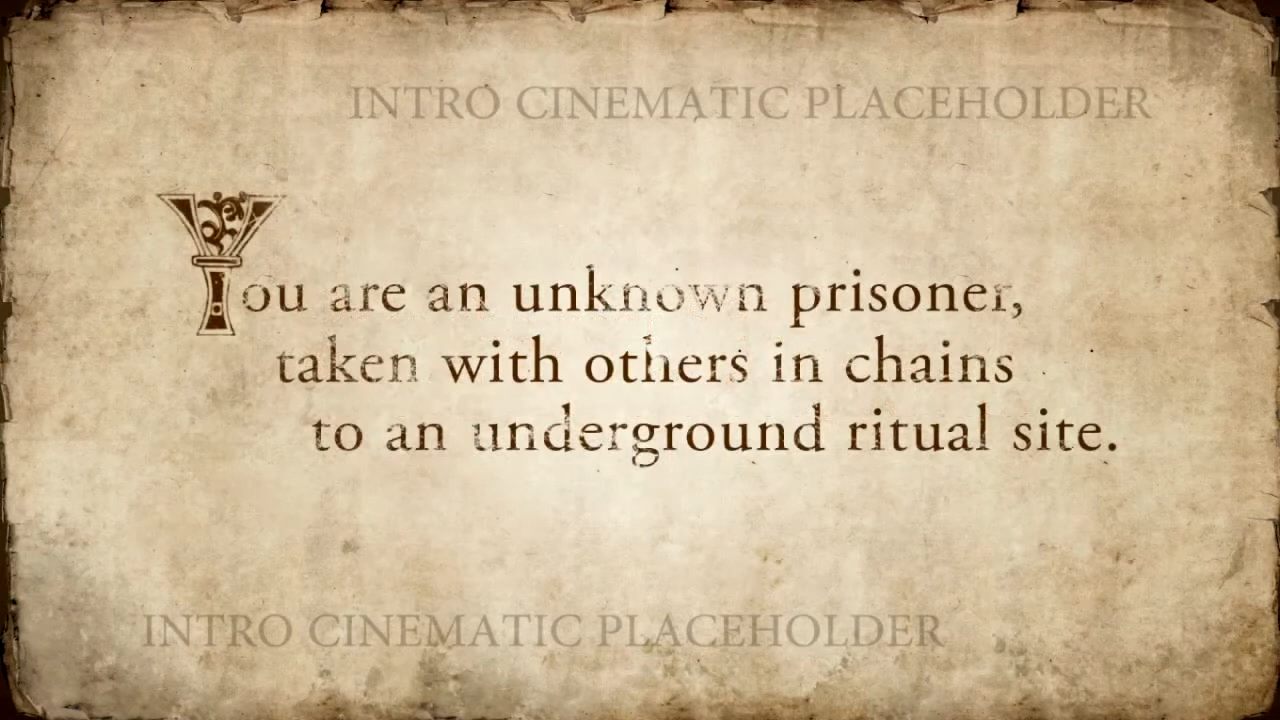 INTRO CINEMATIC PLACEHOLDER
You are an unknown prisoner,
taken with others in chains
to an underground ritual site.
INTRO CINEMATIC PLACEHOLDER